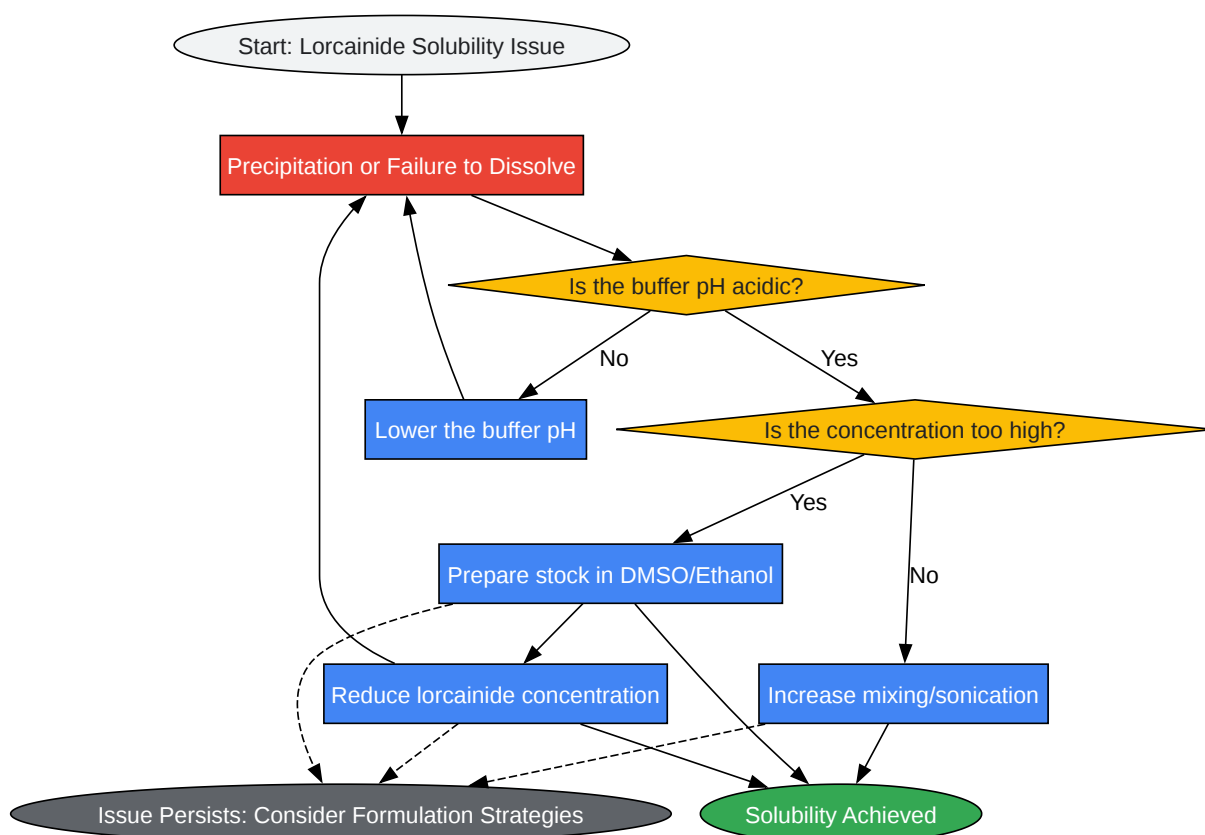 Start: Lorcainide Solubility Issue
Precipitation or Failure to Dissolve
Is the buffer pH acidic?
No
Yes
Lower the buffer pH
Is the concentration too high?
Yes
Prepare stock in DMSO/Ethanol
No
Reduce lorcainide concentration
Increase mixing/sonication
Issue Persists: Consider Formulation Strategies
Solubility Achieved